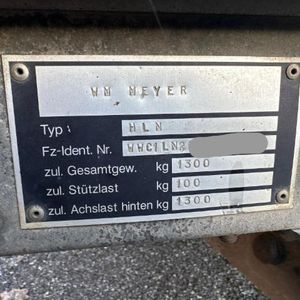 WM MEYER
Typ : HLN
Fz-Ident. Nr. WWC1LN2
zul. Gesamtgew. kg 1300
zul. Stützlast kg 100
zul. Achslast hinten kg 1300